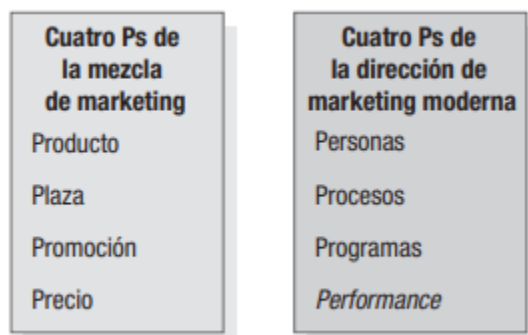 Cuatro Ps de
la mezcla
de marketing
Producto
Plaza
Promoción
Precio
Cuatro Ps de
la dirección de
marketing moderna
Personas
Procesos
Programas
Performance